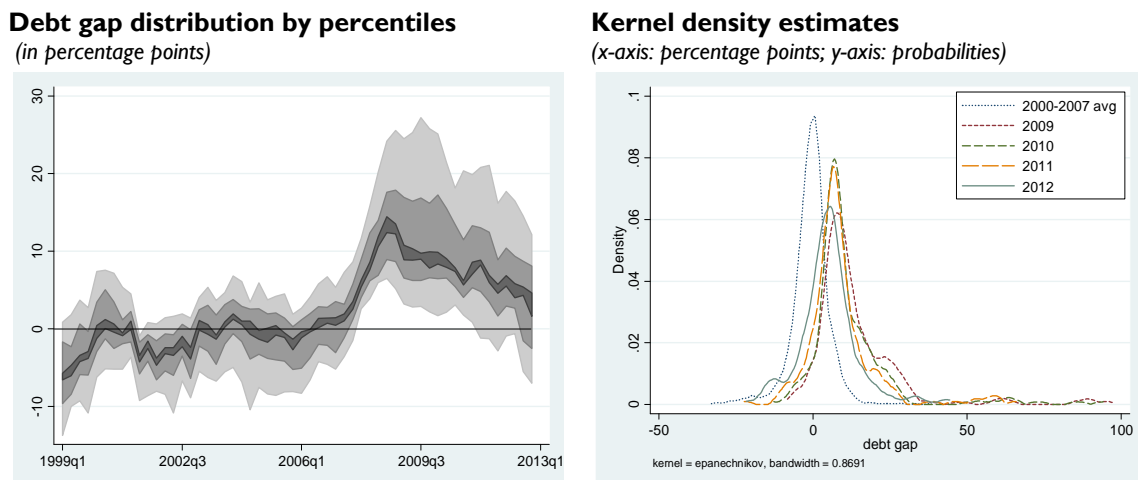 Debt gap distribution by percentiles
(in percentage points)
30
20
10
0
-10
1999q1
2002q3
2006q1
2009q3
2013q1
Kernel density estimates
(x-axis: percentage points; y-axis: probabilities)
.1
.08
.06
.04
.02
0
Density
2000-2007 avg
2009
2010
2011
2012
-50
0
50
100
debt gap
kernel = epanechnikov, bandwidth = 0.8691